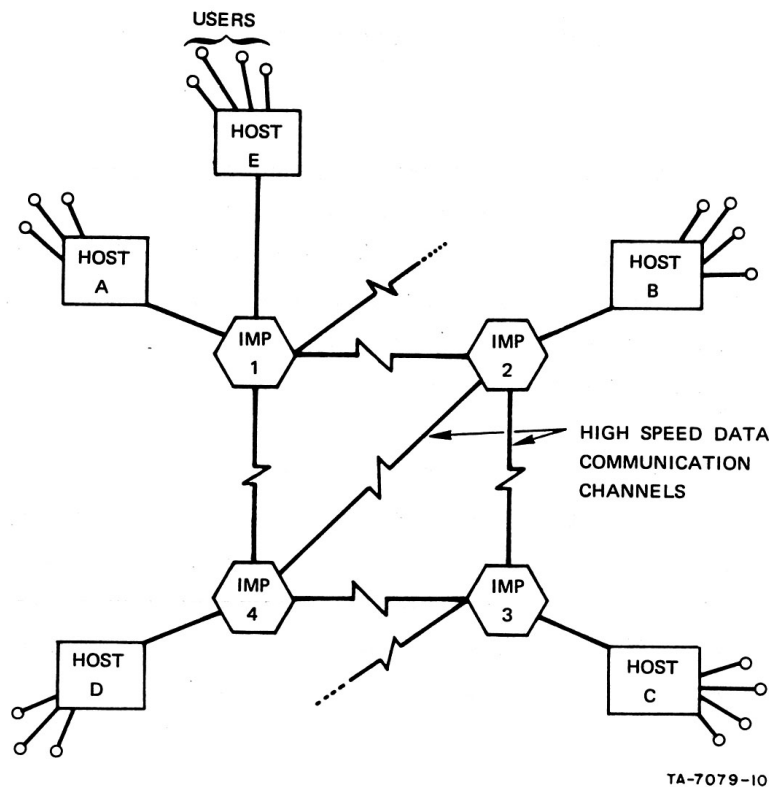 USERS
HOST
E
HOST
A
HOST
B
IMP
1
IMP
2
HIGH SPEED DATA
COMMUNICATION
CHANNELS
IMP
4
IMP
3
HOST
D
HOST
C
TA-7079-10